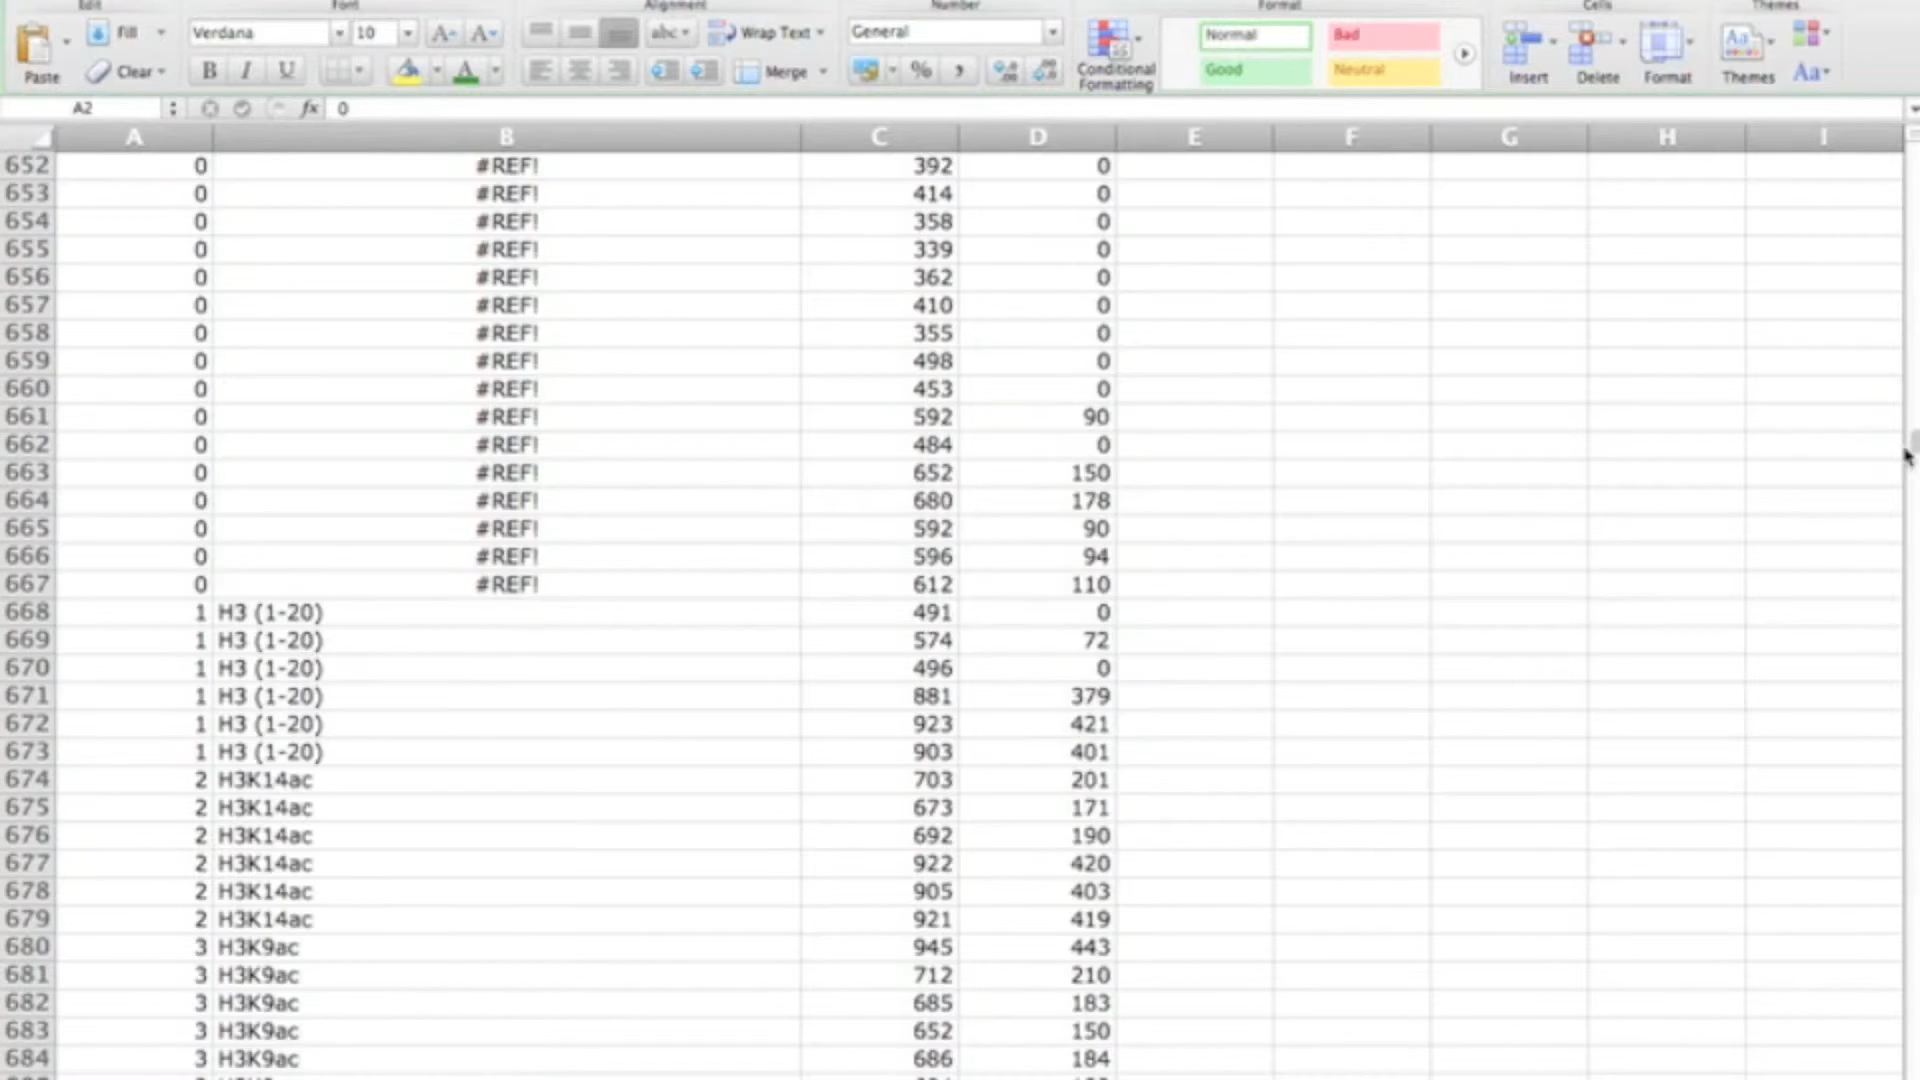 Edit Font Alignment Number Format Cells Themes
Fill Verdana 10 A A abc Wrap Text General Normal Bad
Paste Clear B I U A Merge % , Conditional Formatting Good Neutral Insert Delete Format Aa Themes Aa
A2 fx 0
A B C D E F G H I
652 0 #REF! 392 0
653 0 #REF! 414 0
654 0 #REF! 358 0
655 0 #REF! 339 0
656 0 #REF! 362 0
657 0 #REF! 410 0
658 0 #REF! 355 0
659 0 #REF! 498 0
660 0 #REF! 453 0
661 0 #REF! 592 90
662 0 #REF! 484 0
663 0 #REF! 652 150
664 0 #REF! 680 178
665 0 #REF! 592 90
666 0 #REF! 596 94
667 0 #REF! 612 110
668 1 H3 (1-20) 491 0
669 1 H3 (1-20) 574 72
670 1 H3 (1-20) 496 0
671 1 H3 (1-20) 881 379
672 1 H3 (1-20) 923 421
673 1 H3 (1-20) 903 401
674 2 H3K14ac 703 201
675 2 H3K14ac 673 171
676 2 H3K14ac 692 190
677 2 H3K14ac 922 420
678 2 H3K14ac 905 403
679 2 H3K14ac 921 419
680 3 H3K9ac 945 443
681 3 H3K9ac 712 210
682 3 H3K9ac 685 183
683 3 H3K9ac 652 150
684 3 H3K9ac 686 184